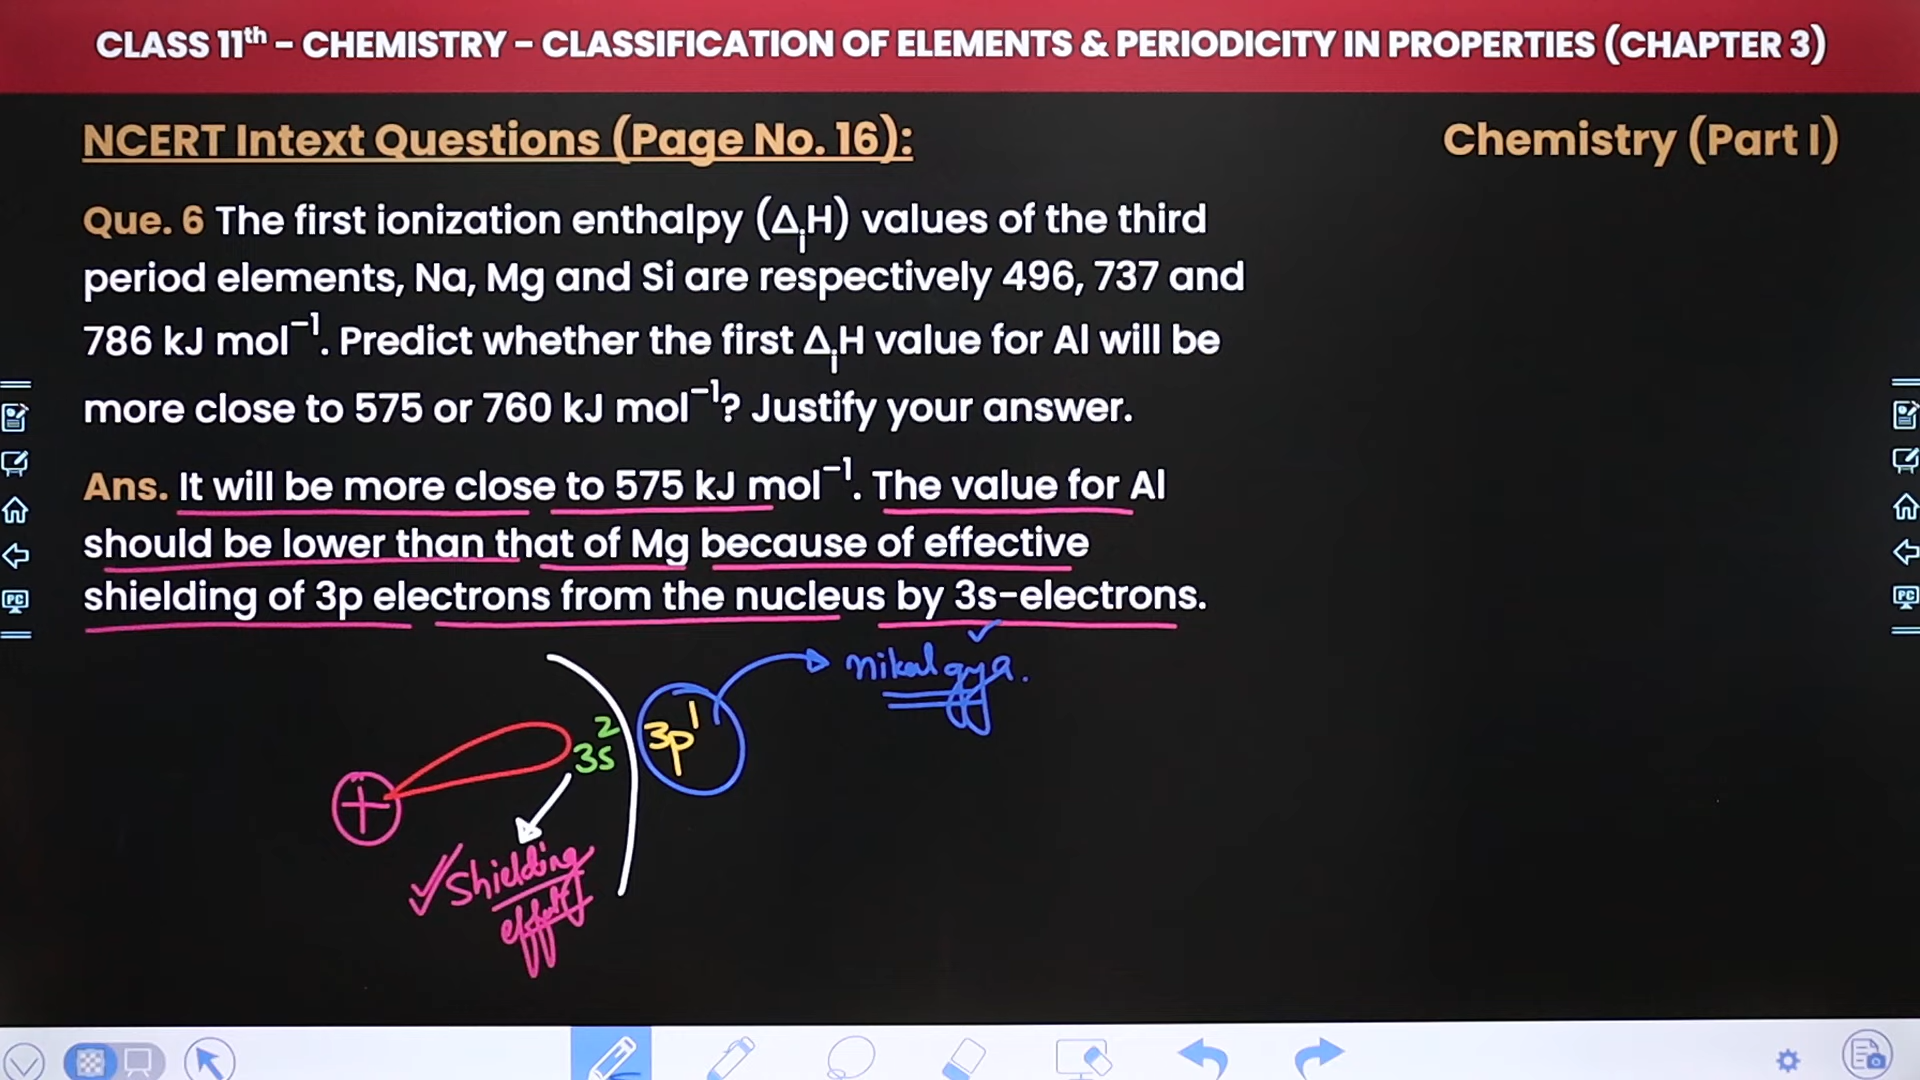 CLASS 11th – CHEMISTRY – CLASSIFICATION OF ELEMENTS & PERIODICITY IN PROPERTIES (CHAPTER 3)
NCERT Intext Questions (Page No. 16):
Chemistry (Part I)
Que. 6 The first ionization enthalpy (ΔiH) values of the third
period elements, Na, Mg and Si are respectively 496, 737 and
786 kJ mol⁻¹. Predict whether the first ΔiH value for Al will be
more close to 575 or 760 kJ mol⁻¹? Justify your answer.
Ans. It will be more close to 575 kJ mol⁻¹. The value for Al
should be lower than that of Mg because of effective
shielding of 3p electrons from the nucleus by 3s-electrons.
nikal gya.
3s² 3p¹
+
Shielding
effect
PC
PC